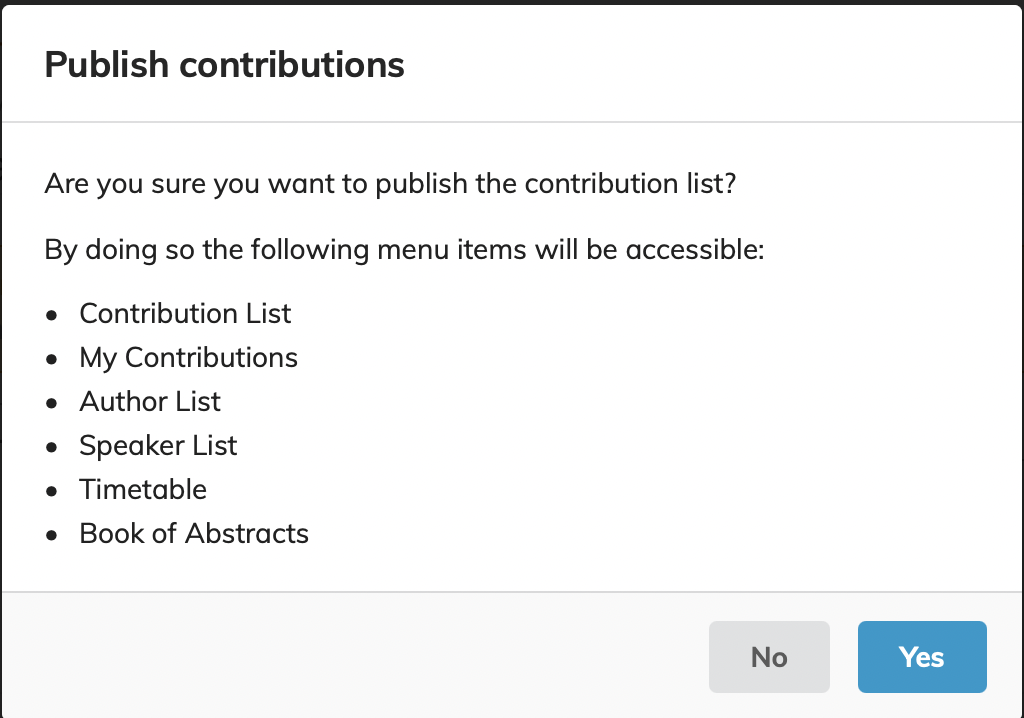 Publish contributions
Are you sure you want to publish the contribution list?
By doing so the following menu items will be accessible:
• Contribution List
• My Contributions
• Author List
• Speaker List
• Timetable
• Book of Abstracts
No Yes